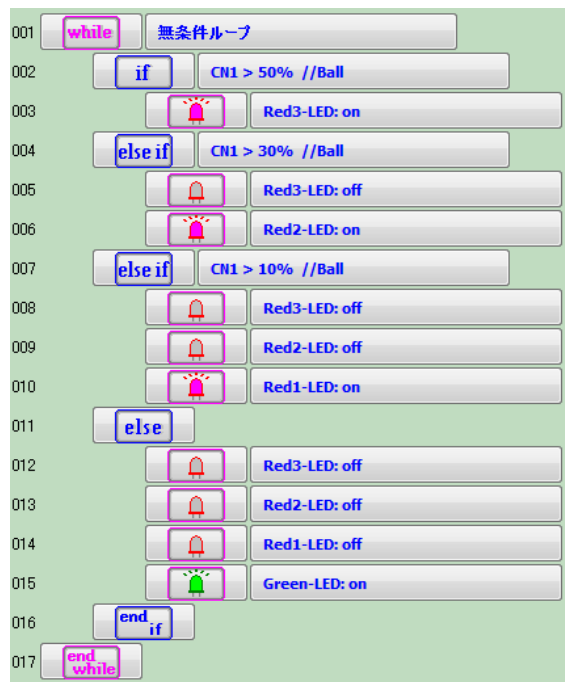 001 while 無条件ループ
002 if CN1 > 50% //Ball
003 Red3-LED: on
004 else if CN1 > 30% //Ball
005 Red3-LED: off
006 Red2-LED: on
007 else if CN1 > 10% //Ball
008 Red3-LED: off
009 Red2-LED: off
010 Red1-LED: on
011 else
012 Red3-LED: off
013 Red2-LED: off
014 Red1-LED: off
015 Green-LED: on
016 end if
017 end while